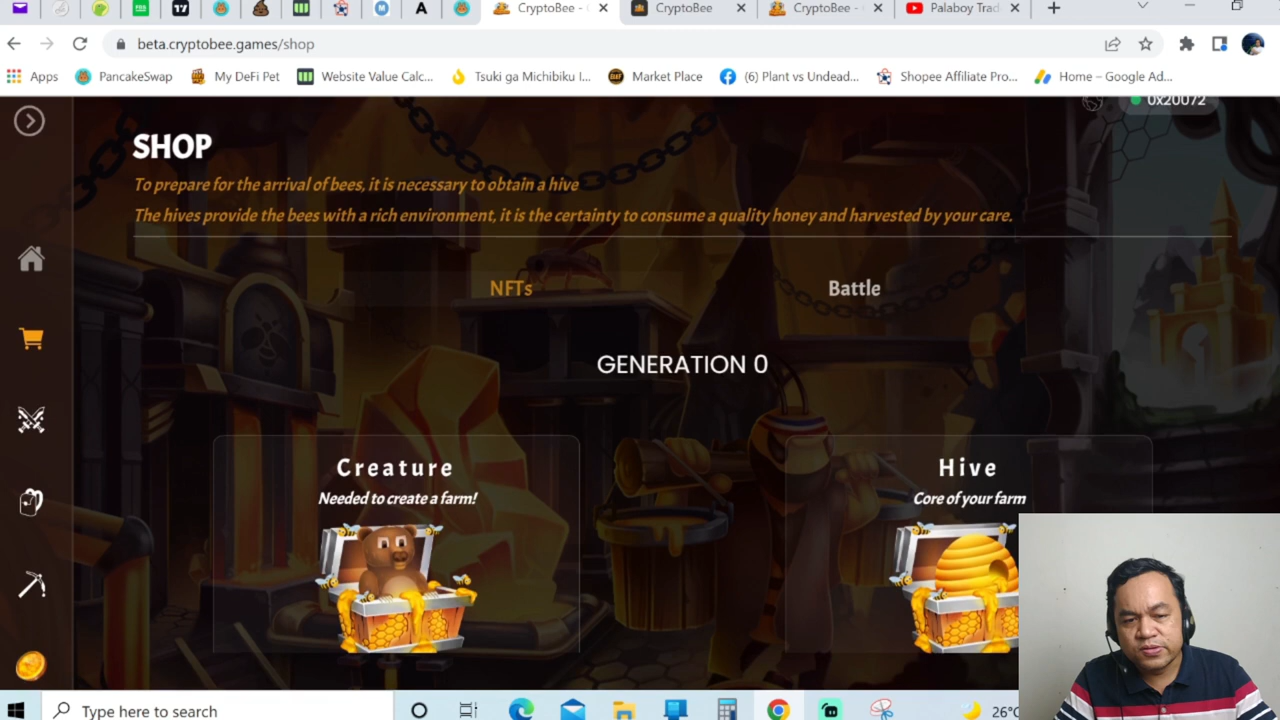 CryptoBee -
CryptoBee
CryptoBee -
Palaboy Trad
beta.cryptobee.games/shop
Apps
PancakeSwap
My DeFi Pet
Website Value Calc...
Tsuki ga Michibiku I...
Market Place
(6) Plant vs Undead...
Shopee Affiliate Pro...
Home – Google Ad...
0x20072
SHOP
To prepare for the arrival of bees, it is necessary to obtain a hive
The hives provide the bees with a rich environment, it is the certainty to consume a quality honey and harvested by your care.
NFTs
Battle
GENERATION 0
Creature
Hive
Needed to create a farm!
Core of your farm
Type here to search
26°C